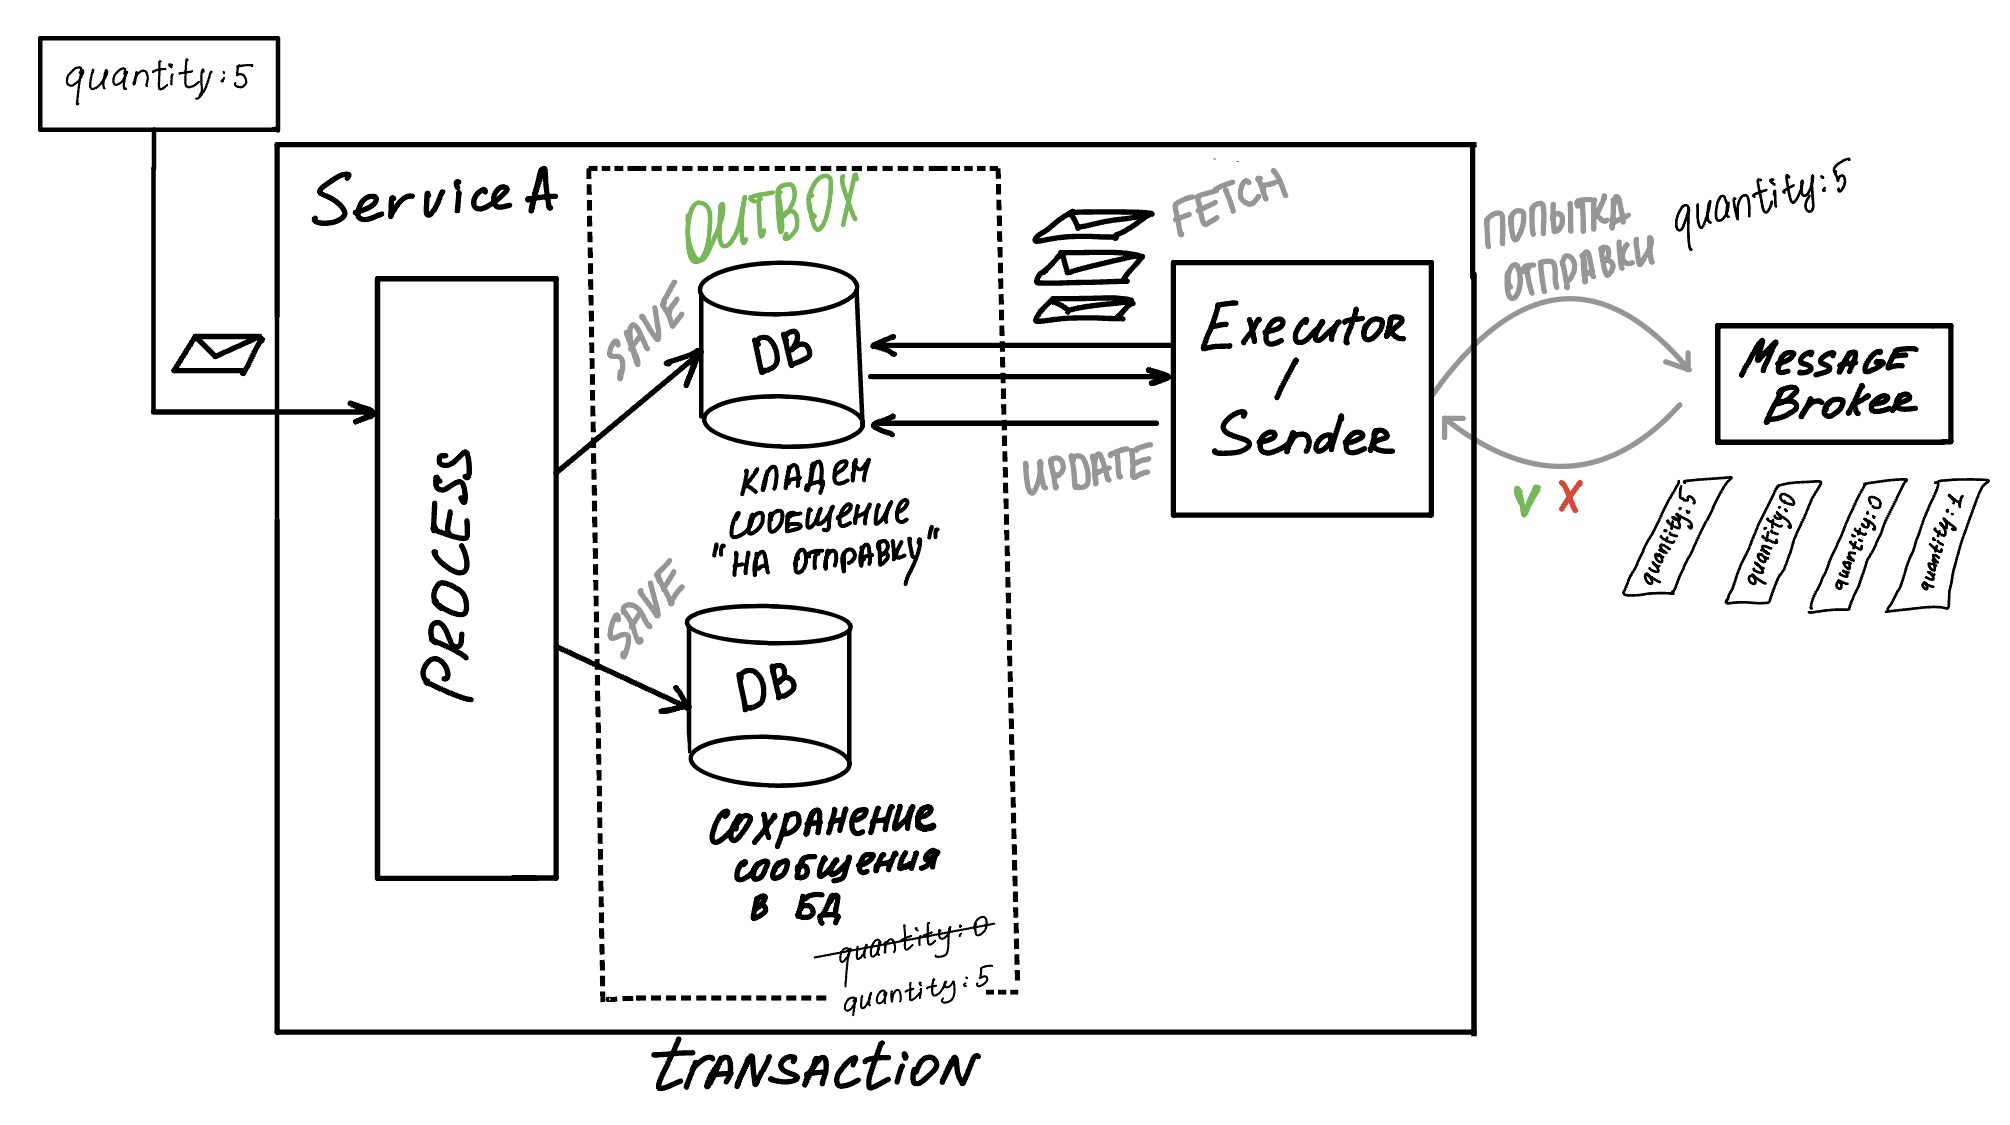 quantity:5
Service A
OUTBOX
FETCH
ПОПЫТКА
ОТПРАВКИ
quantity:5
SAVE
DB
Executor
/
Sender
Message
Broker
PROCESS
UPDATE
КЛАДЕМ
СООБЩЕНИЕ
"НА ОТПРАВКУ"
V X
quantity:5
quantity:0
quantity:0
quantity:1
SAVE
DB
СОХРАНЕНИЕ
СООБЩЕНИЯ
В БД
quantity:0
quantity:5
TRANSACTION